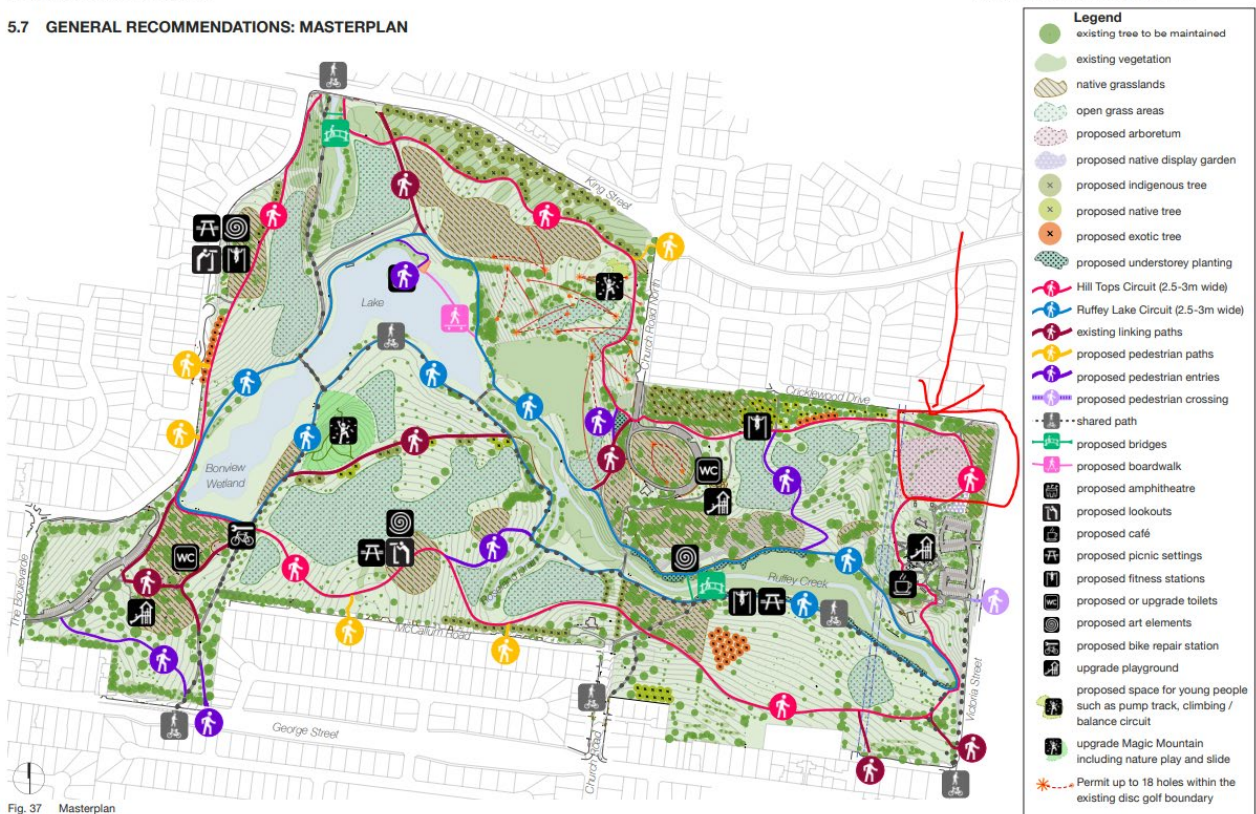 5.7 GENERAL RECOMMENDATIONS: MASTERPLAN
Legend
existing tree to be maintained
existing vegetation
native grasslands
open grass areas
proposed arboretum
proposed native display garden
proposed indigenous tree
proposed native tree
proposed exotic tree
proposed understorey planting
Hill Tops Circuit (2.5-3m wide)
Ruffey Lake Circuit (2.5-3m wide)
existing linking paths
proposed pedestrian paths
proposed pedestrian entries
proposed pedestrian crossing
shared path
proposed bridges
proposed boardwalk
proposed amphitheatre
proposed lookouts
proposed café
proposed picnic settings
proposed fitness stations
WC
proposed or upgrade toilets
proposed art elements
proposed bike repair station
upgrade playground
proposed space for young people
such as pump track, climbing /
balance circuit
upgrade Magic Mountain
including nature play and slide
Permit up to 18 holes within the
existing disc golf boundary
King Street
Lake
Church Road North
Cricklewood Drive
WC
Bonview
Wetland
WC
Ruffey Creek
The Boulevarde
McCallum Road
Victoria Street
George Street
Church Road
Fig. 37 Masterplan